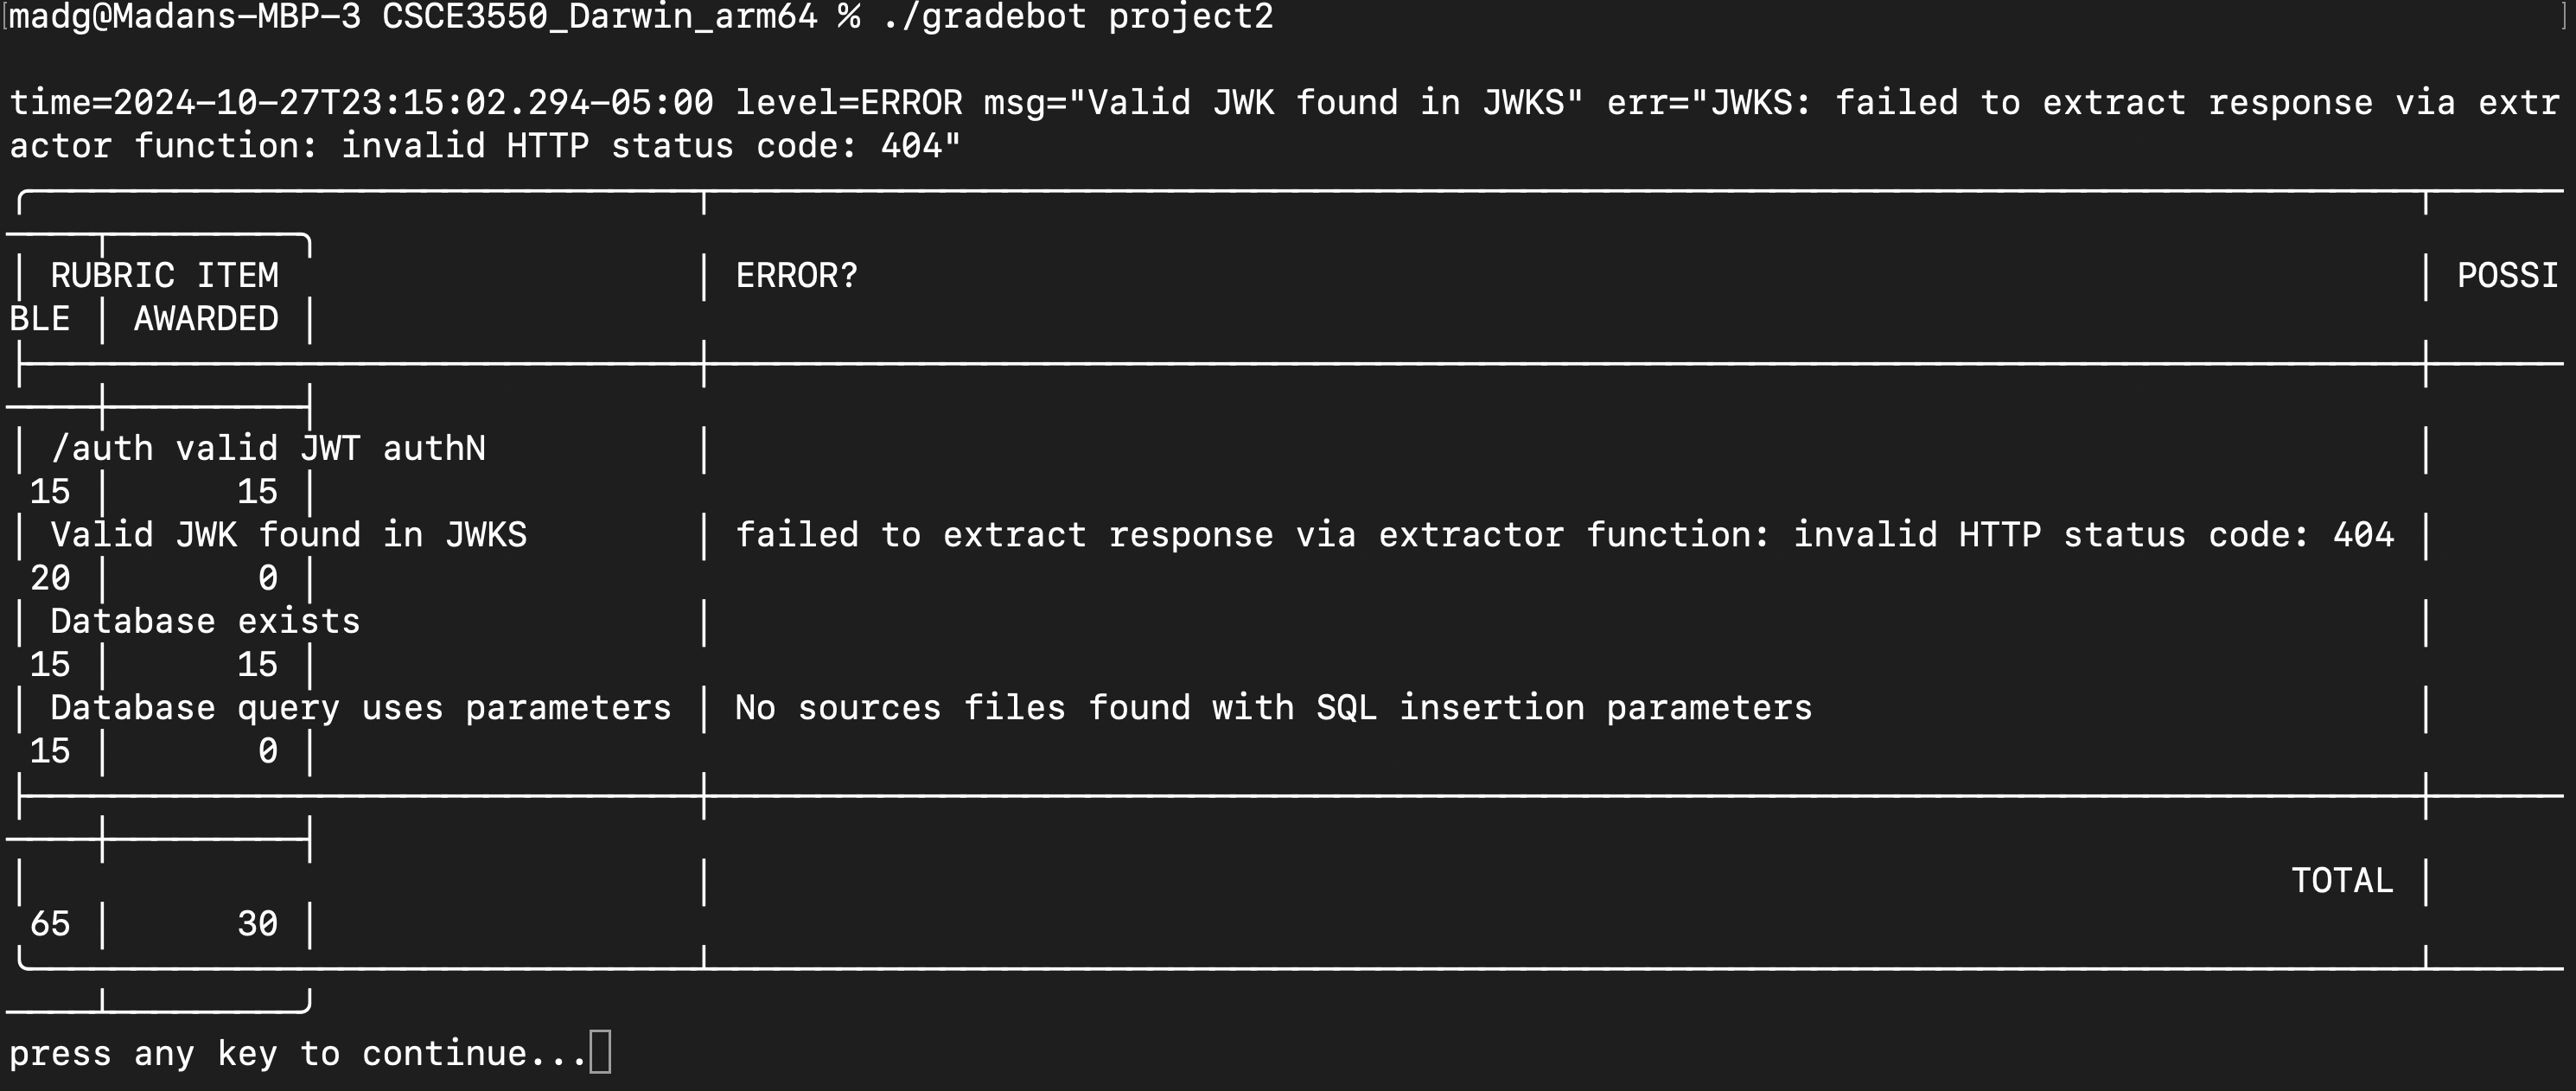 [madg@Madans-MBP-3 CSCE3550_Darwin_arm64 % ./gradebot project2 ]
time=2024-10-27T23:15:02.294-05:00 level=ERROR msg="Valid JWK found in JWKS" err="JWKS: failed to extract response via extr
actor function: invalid HTTP status code: 404"
│ RUBRIC ITEM │ ERROR? │ POSSI
BLE │ AWARDED │
│ /auth valid JWT authN │ │
15 │ 15 │
│ Valid JWK found in JWKS │ failed to extract response via extractor function: invalid HTTP status code: 404 │
20 │ 0 │
│ Database exists │ │
15 │ 15 │
│ Database query uses parameters │ No sources files found with SQL insertion parameters │
15 │ 0 │
│ │ TOTAL │
65 │ 30 │
press any key to continue...